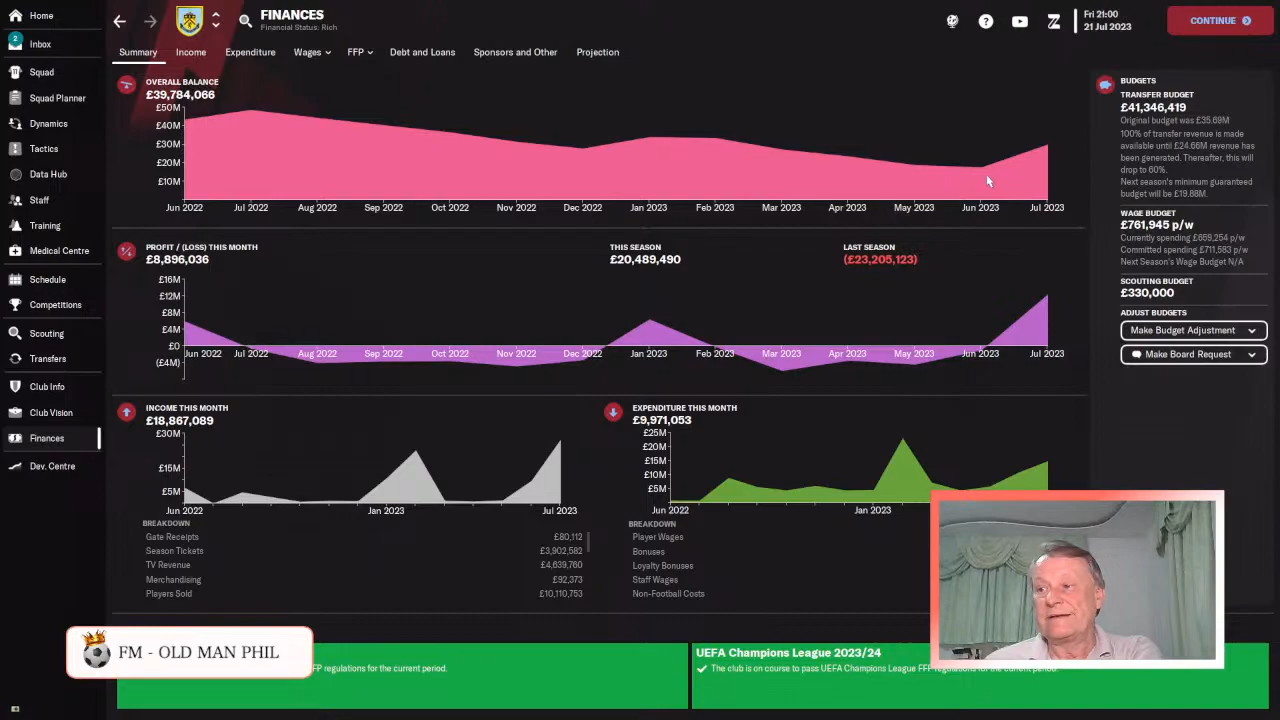 Home
2
Inbox
Squad
Squad Planner
Dynamics
Tactics
Data Hub
Staff
Training
Medical Centre
Schedule
Competitions
Scouting
Transfers
Club Info
Club Vision
Finances
Dev. Centre
FINANCES
Financial Status: Rich
Fri 21:00
21 Jul 2023
CONTINUE
Summary Income Expenditure Wages FFP Debt and Loans Sponsors and Other Projection
OVERALL BALANCE
£39,784,066
£50M
£40M
£30M
£20M
£10M
Jun 2022 Jul 2022 Aug 2022 Sep 2022 Oct 2022 Nov 2022 Dec 2022 Jan 2023 Feb 2023 Mar 2023 Apr 2023 May 2023 Jun 2023 Jul 2023
PROFIT / (LOSS) THIS MONTH THIS SEASON LAST SEASON
£8,896,036 £20,489,490 (£23,205,123)
£16M
£12M
£8M
£4M
£0
Jun 2022 Jul 2022 Aug 2022 Sep 2022 Oct 2022 Nov 2022 Dec 2022 Jan 2023 Feb 2023 Mar 2023 Apr 2023 May 2023 Jun 2023 Jul 2023
(£4M)
INCOME THIS MONTH
£18,867,089
£30M
£15M
£5M
Jun 2022 Jan 2023 Jul 2023
BREAKDOWN
Gate Receipts £80,112
Season Tickets £3,902,582
TV Revenue £4,639,760
Merchandising £92,373
Players Sold £10,110,753
EXPENDITURE THIS MONTH
£9,971,053
£25M
£20M
£15M
£10M
£5M
Jun 2022 Jan 2023
BREAKDOWN
Player Wages
Bonuses
Loyalty Bonuses
Staff Wages
Non-Football Costs
BUDGETS
TRANSFER BUDGET
£41,346,419
Original budget was £35.69M
100% of transfer revenue is made
available until £24.66M revenue has
been generated. Thereafter, this will
drop to 60%.
Next season's minimum guaranteed
budget will be £19.88M.
WAGE BUDGET
£761,945 p/w
Currently spending £659,254 p/w
Committed spending £711,583 p/w
Next Season's Wage Budget N/A
SCOUTING BUDGET
£330,000
ADJUST BUDGETS
Make Budget Adjustment
Make Board Request
FM - OLD MAN PHIL
FP regulations for the current period.
UEFA Champions League 2023/24
The club is on course to pass UEFA Champions League FFP regulations for the current period.